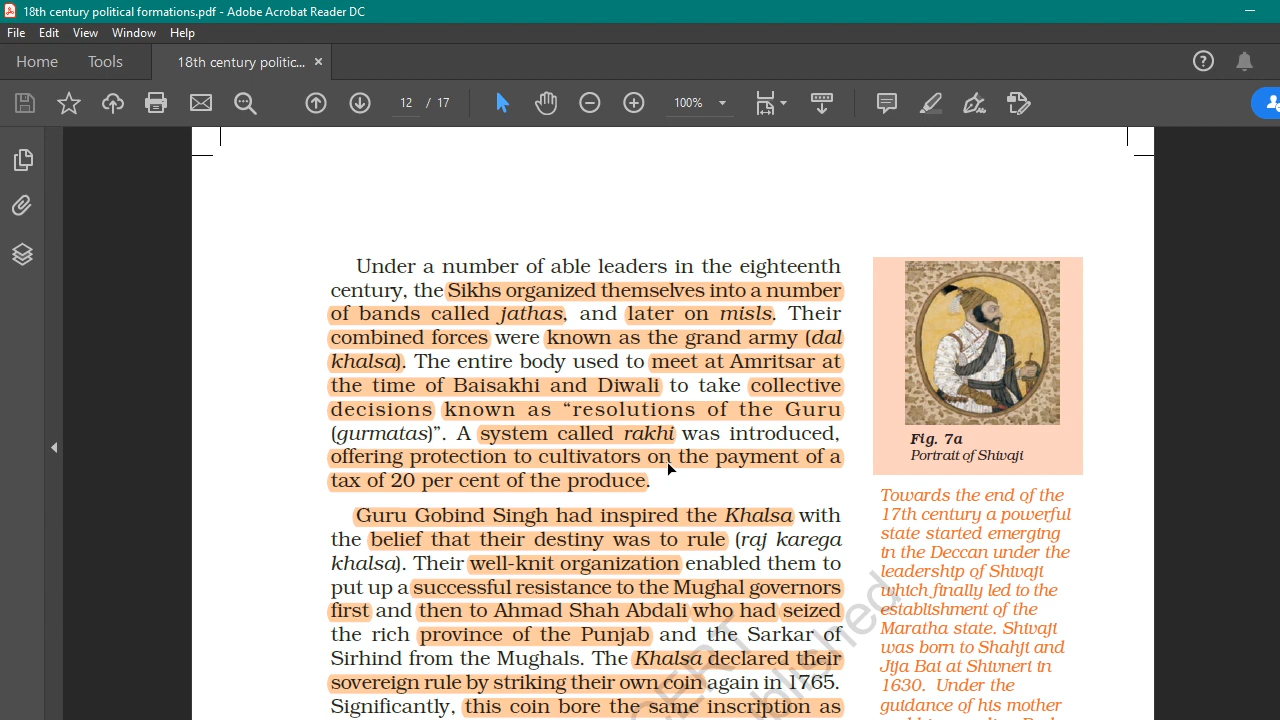 18th century political formations.pdf - Adobe Acrobat Reader DC
File Edit View Window Help
Home Tools 18th century politic... ×
12 / 17 100%
Under a number of able leaders in the eighteenth
century, the Sikhs organized themselves into a number
of bands called jathas, and later on misls. Their
combined forces were known as the grand army (dal
khalsa). The entire body used to meet at Amritsar at
the time of Baisakhi and Diwali to take collective
decisions known as “resolutions of the Guru
(gurmatas)”. A system called rakhi was introduced,
offering protection to cultivators on the payment of a
tax of 20 per cent of the produce.
Guru Gobind Singh had inspired the Khalsa with
the belief that their destiny was to rule (raj karega
khalsa). Their well-knit organization enabled them to
put up a successful resistance to the Mughal governors
first and then to Ahmad Shah Abdali who had seized
the rich province of the Punjab and the Sarkar of
Sirhind from the Mughals. The Khalsa declared their
sovereign rule by striking their own coin again in 1765.
Significantly, this coin bore the same inscription as
Fig. 7a
Portrait of Shivaji
Towards the end of the
17th century a powerful
state started emerging
in the Deccan under the
leadership of Shivaji
which finally led to the
establishment of the
Maratha state. Shivaji
was born to Shahji and
Jija Bai at Shivneri in
1630. Under the
guidance of his mother